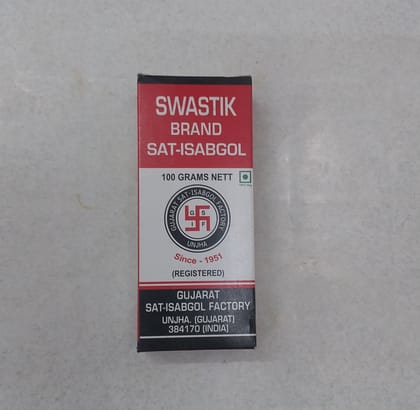 SWASTIK
BRAND
SAT-ISABGOL
100 GRAMS NETT
GUJARAT SAT-ISABGOL FACTORY
G S
I F
UNJHA
Since - 1951
(REGISTERED)
GUJARAT
SAT-ISABGOL FACTORY
UNJHA. (GUJARAT)
384170 (INDIA)